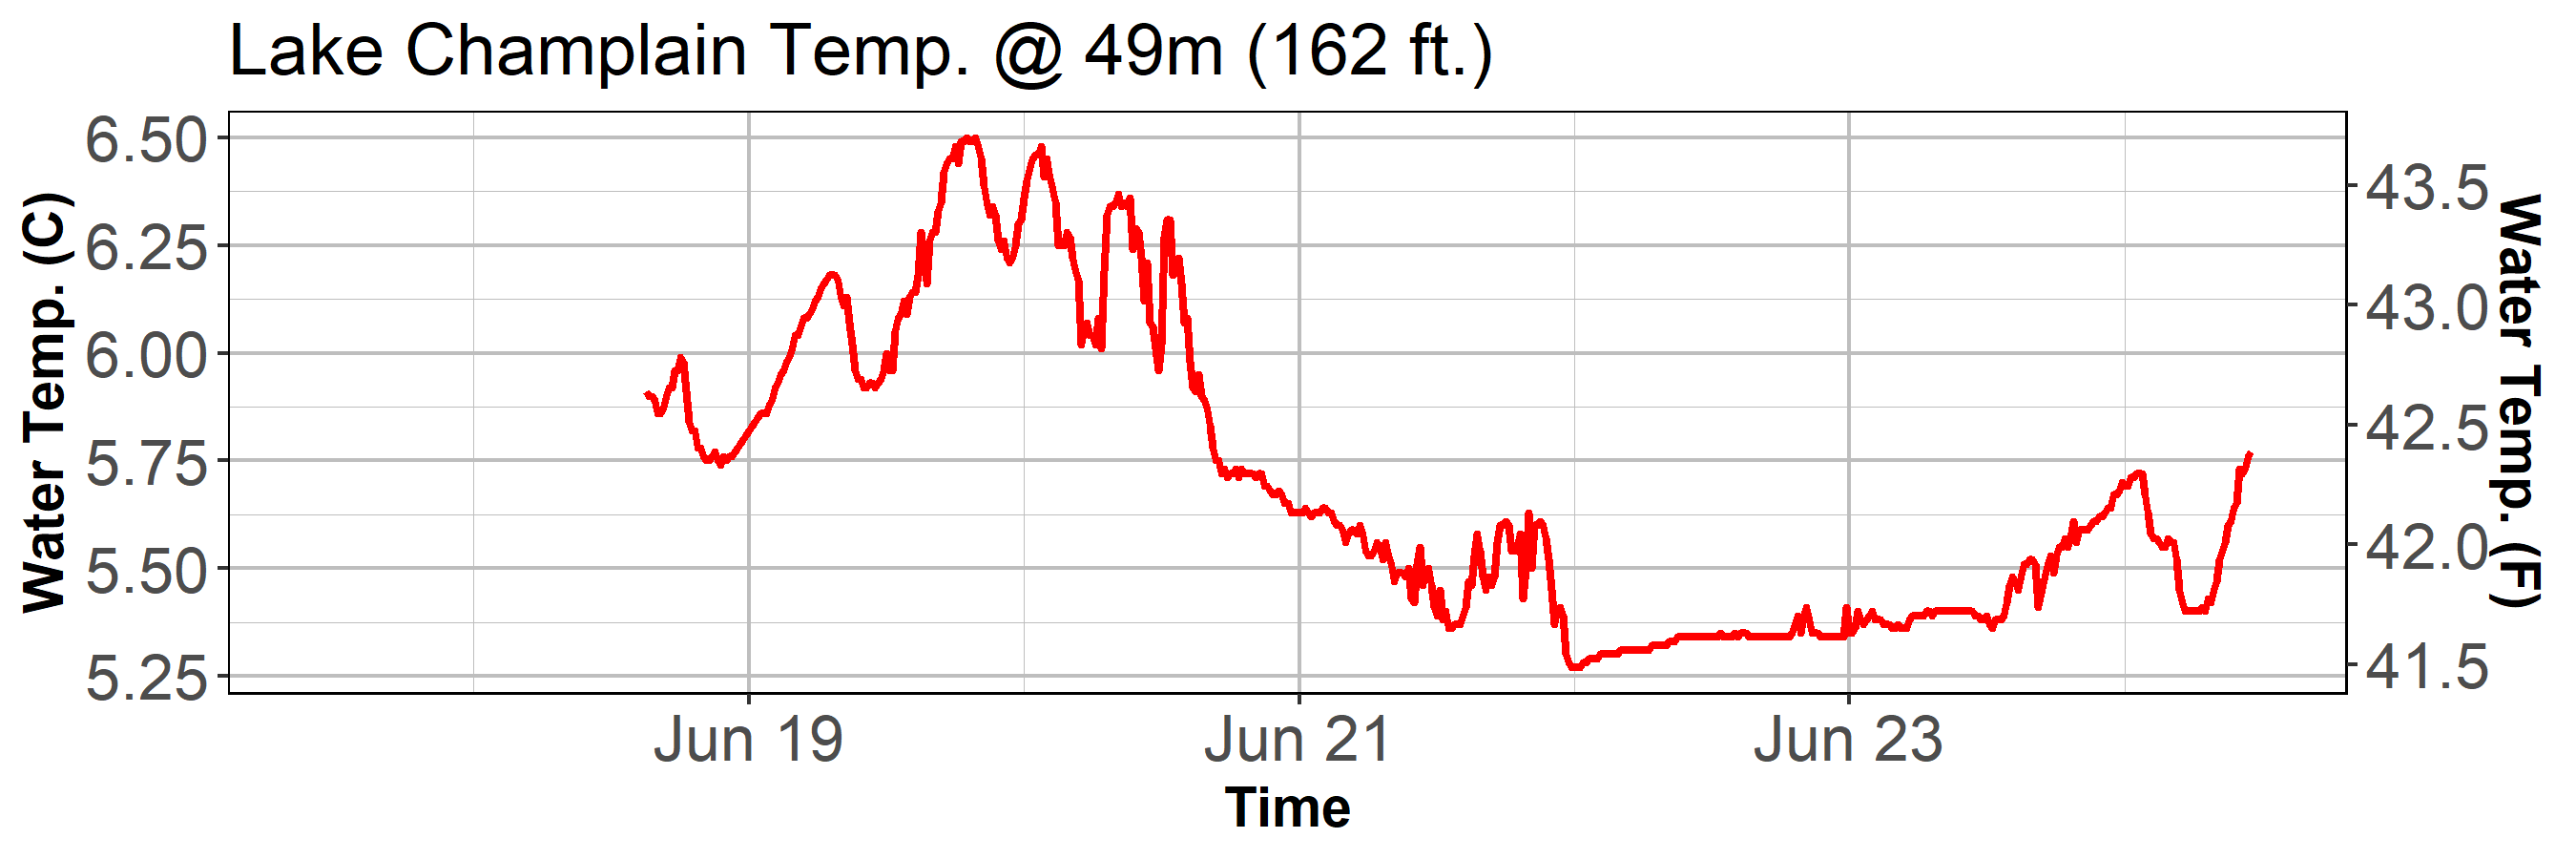 Lake Champlain Temp. @ 49m (162 ft.)
Water Temp. (C)
6.50
6.25
6.00
5.75
5.50
5.25
43.5
43.0
42.5
42.0
41.5
Water Temp. (F)
Jun 19
Jun 21
Jun 23
Time